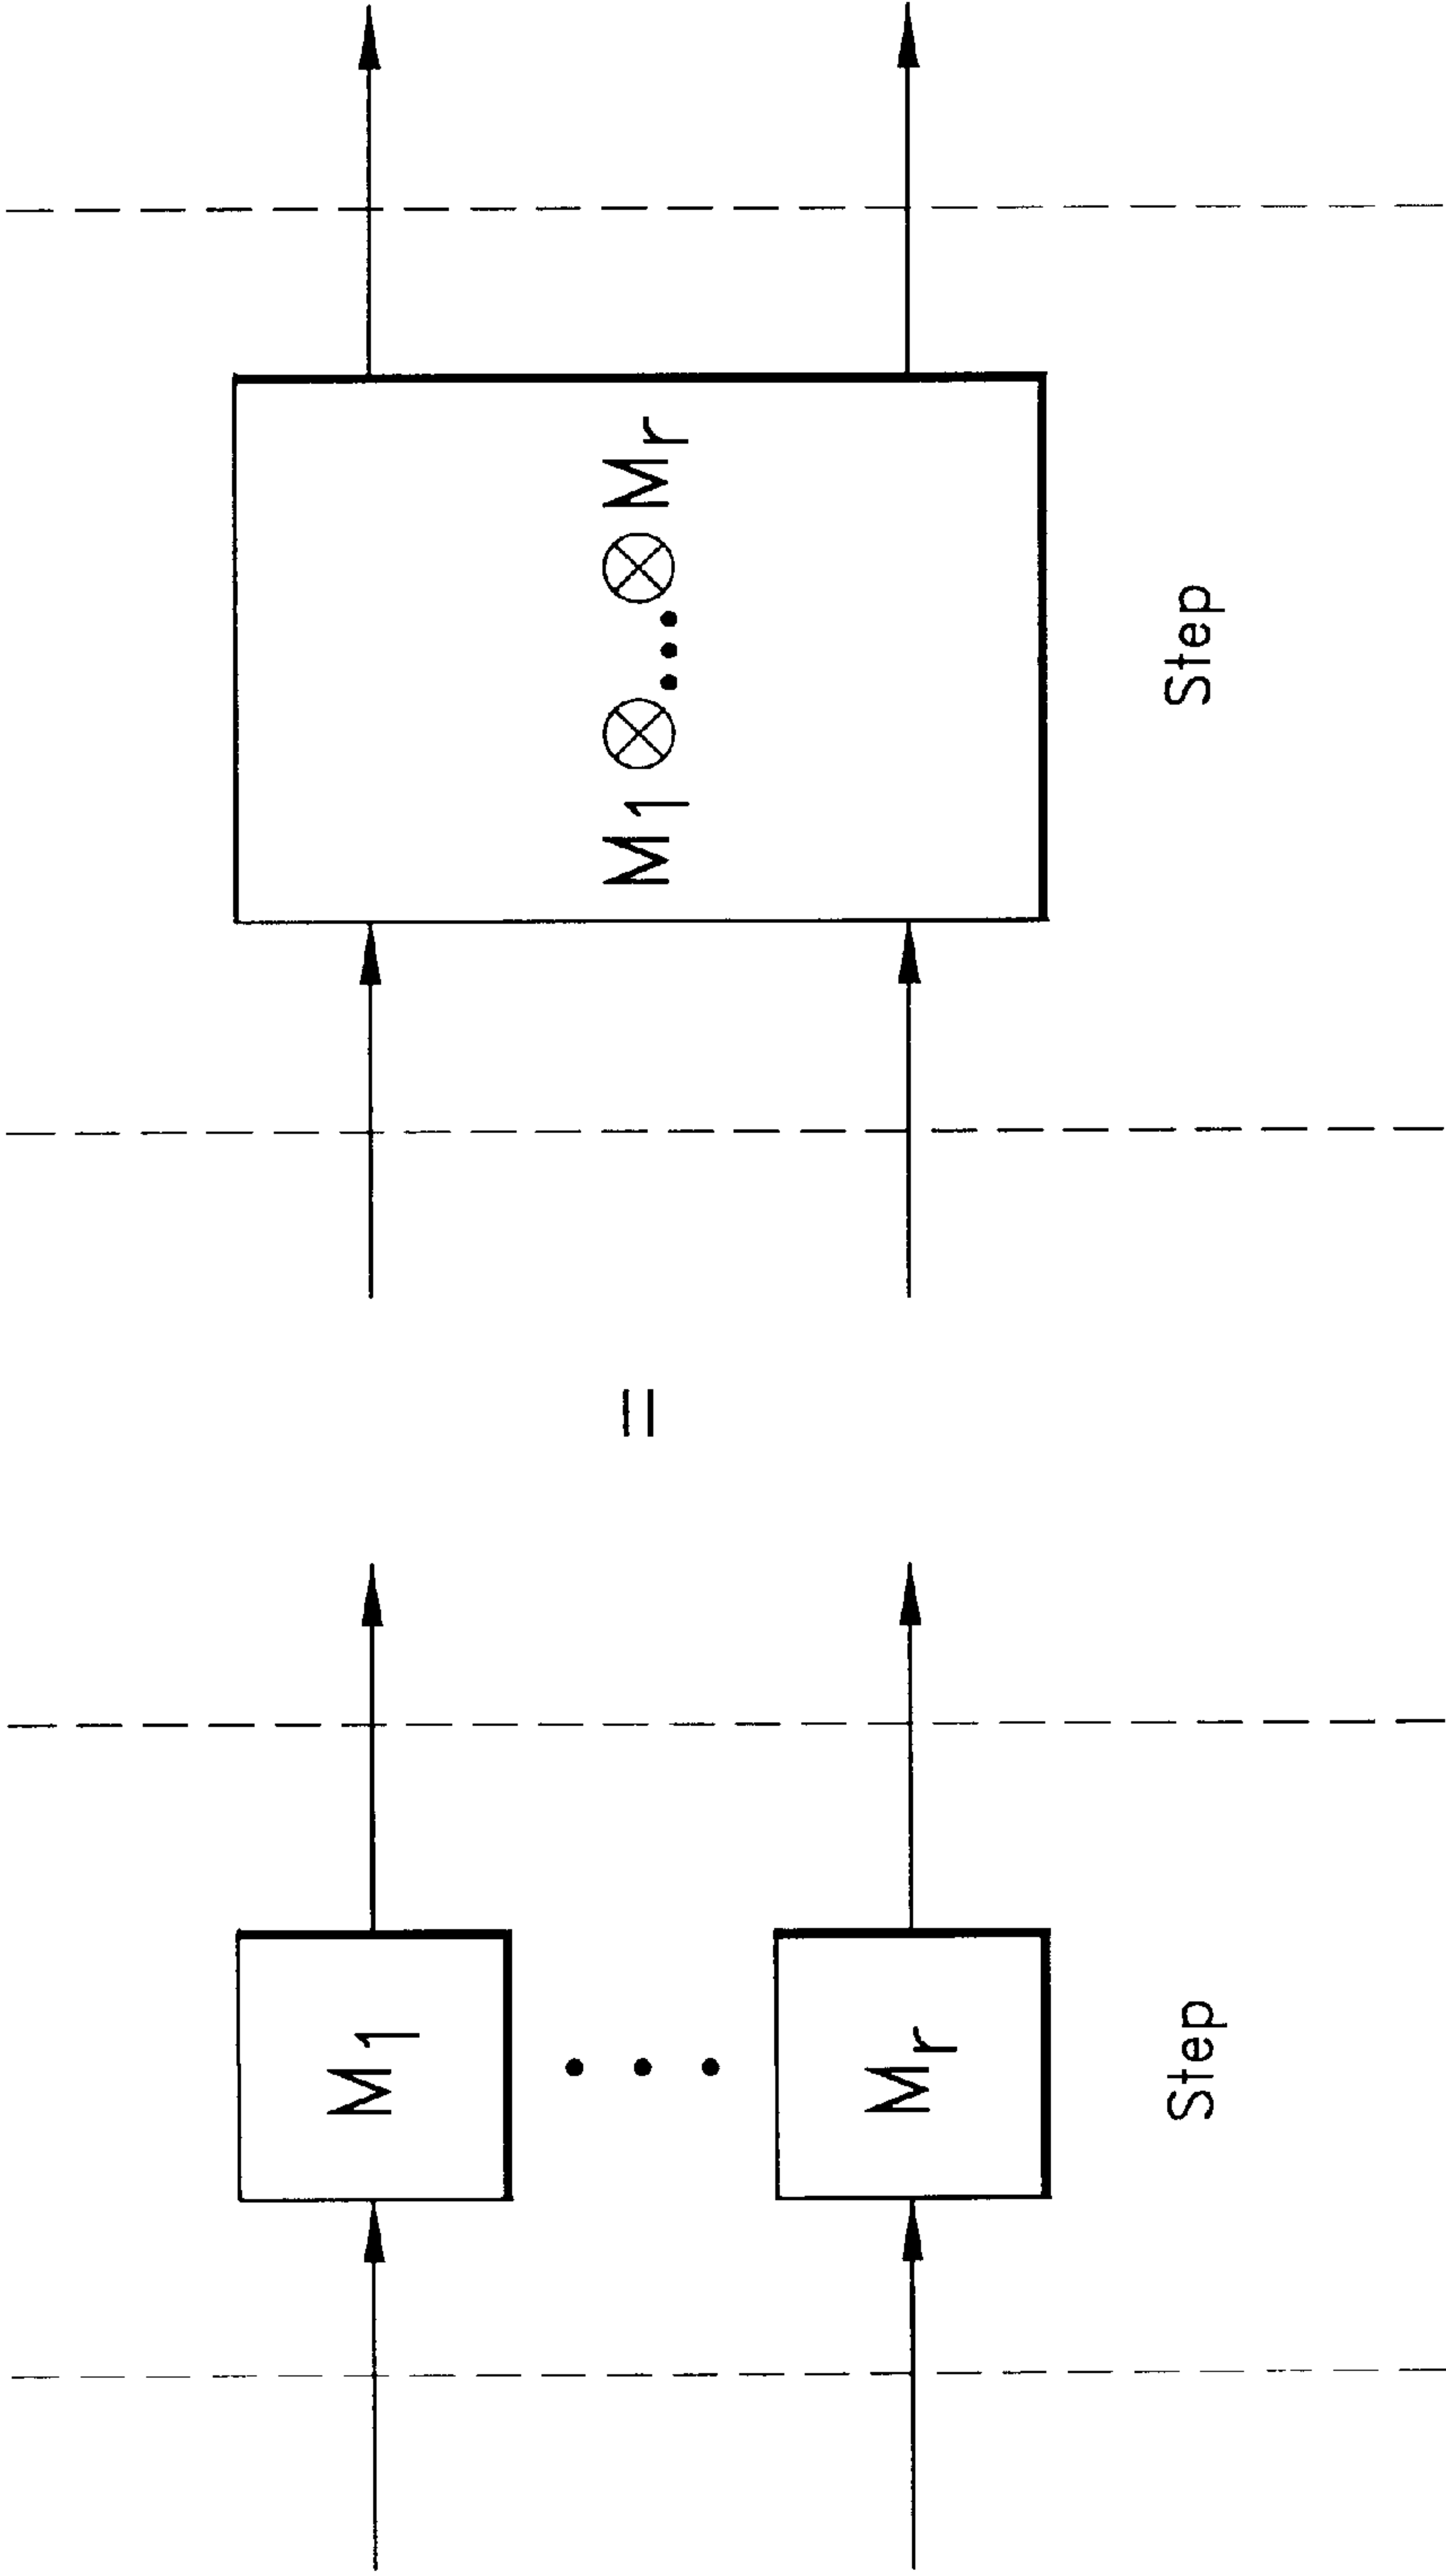 M1
• • •
Mr
Step
=
M1 ⊗ ... ⊗ Mr
Step